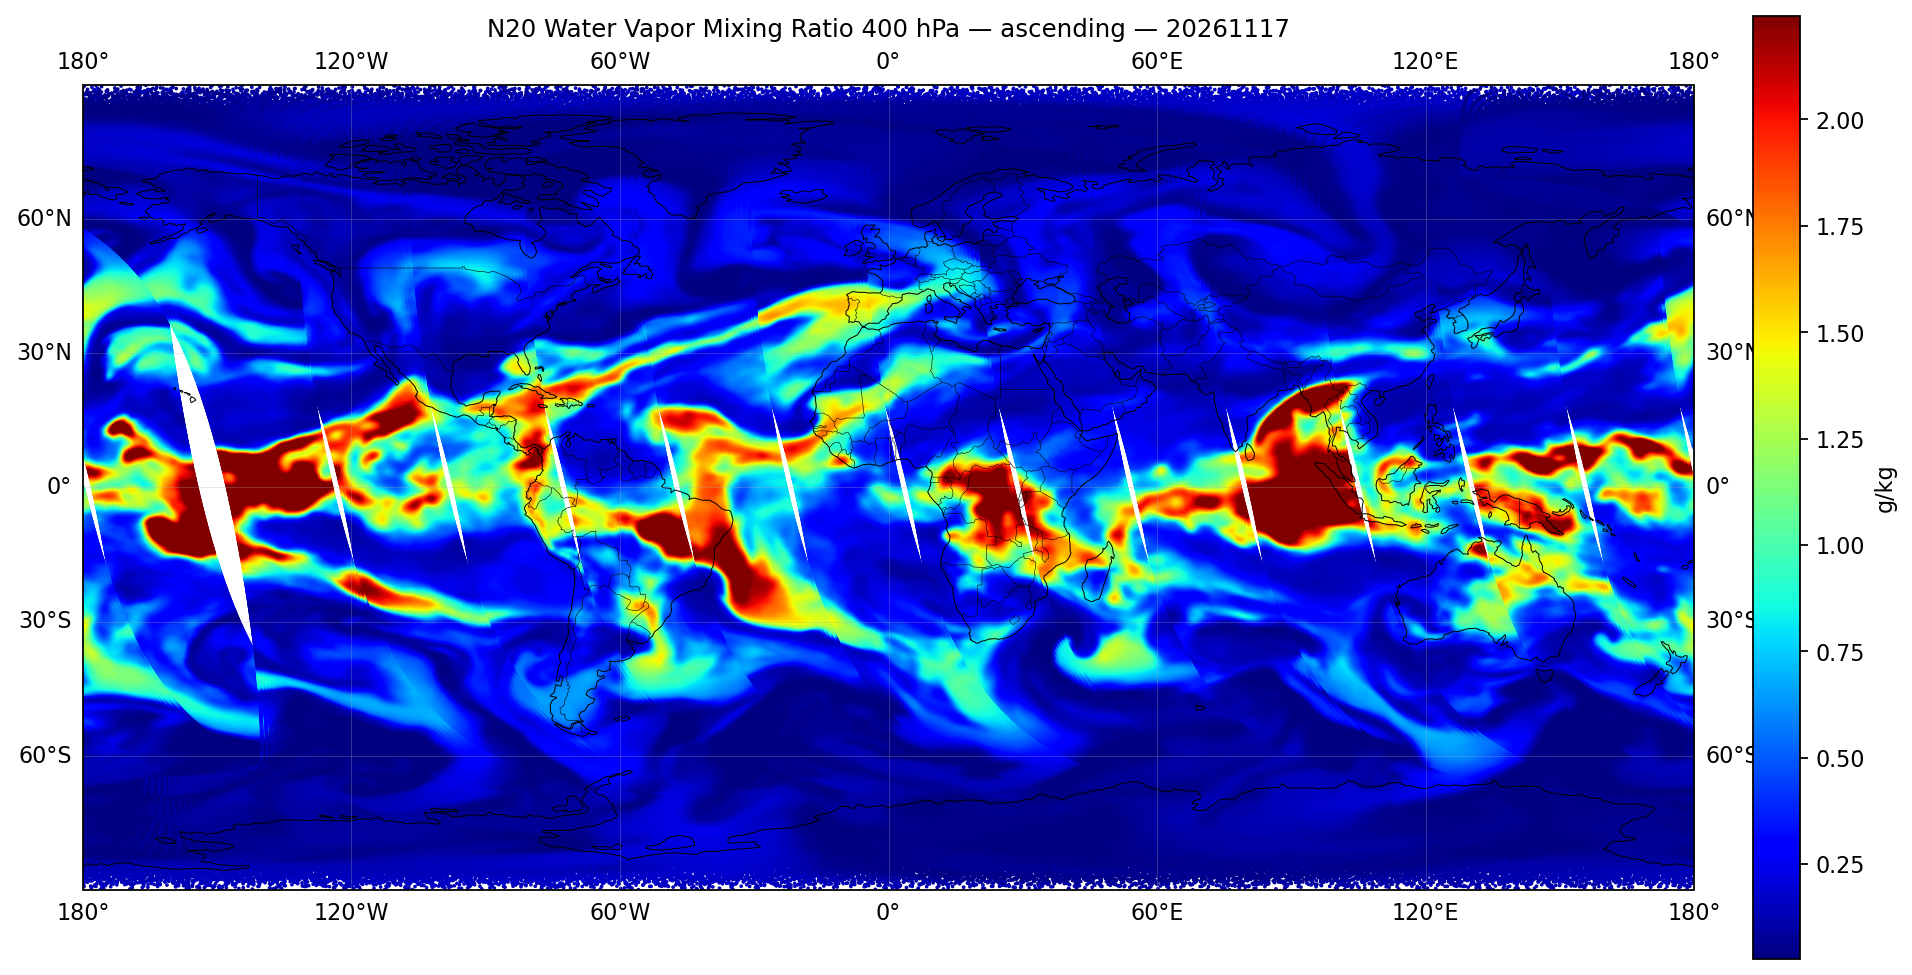 N20 Water Vapor Mixing Ratio 400 hPa — ascending — 20261117
180° 120°W 60°W 0° 60°E 120°E 180°
60°N 60°N
30°N 30°N
0° 0°
30°S 30°S
60°S 60°S
180° 120°W 60°W 0° 60°E 120°E 180°
2.00
1.75
1.50
1.25
1.00
0.75
0.50
0.25
g/kg